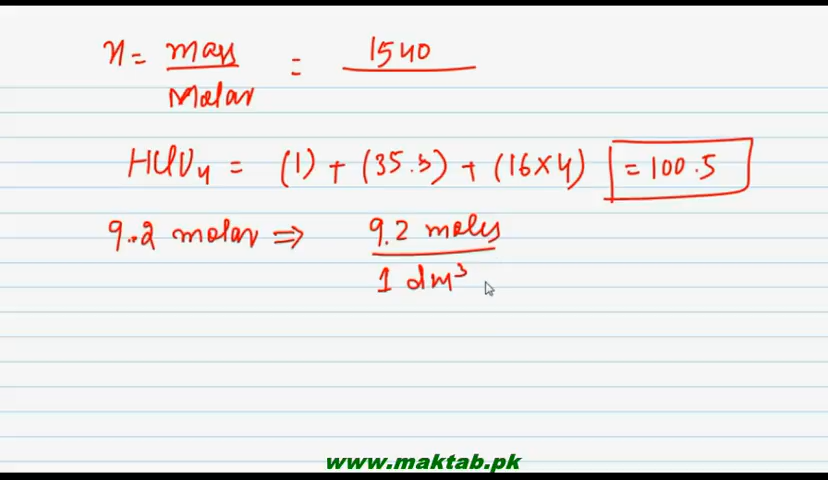 n = mass / Molar = 1540
HClO4 = (1) + (35.5) + (16×4) = 100.5
9.2 molar ⇒ 9.2 moles / 1 dm³
www.maktab.pk